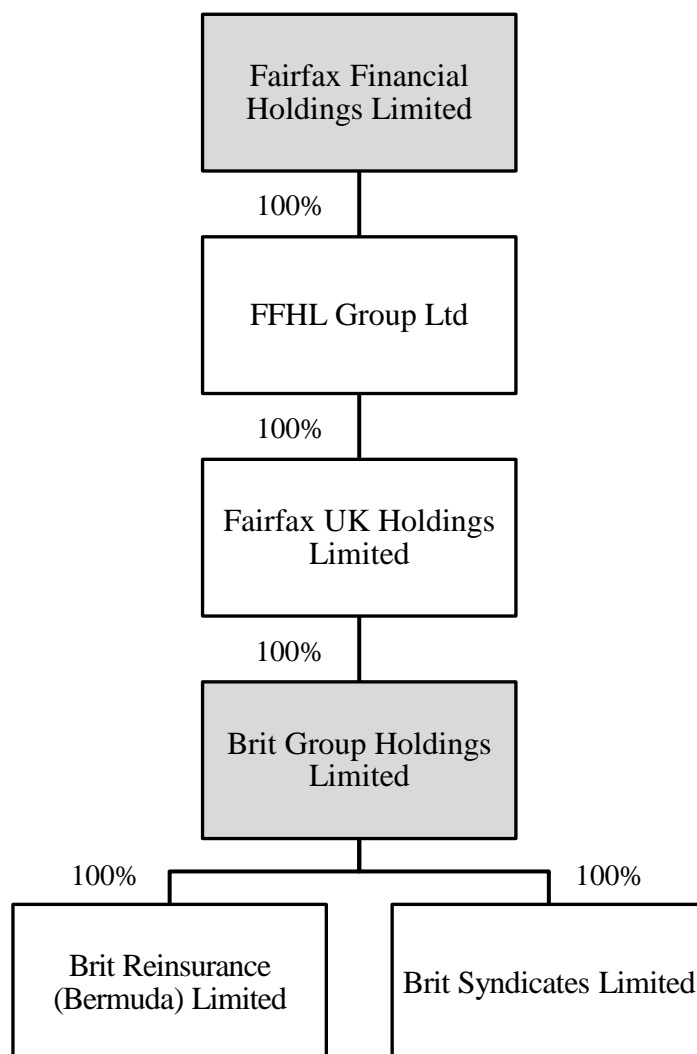 Fairfax Financial
Holdings Limited
100%
FFHL Group Ltd
100%
Fairfax UK Holdings
Limited
100%
Brit Group Holdings
Limited
100%
100%
Brit Reinsurance
(Bermuda) Limited
Brit Syndicates Limited